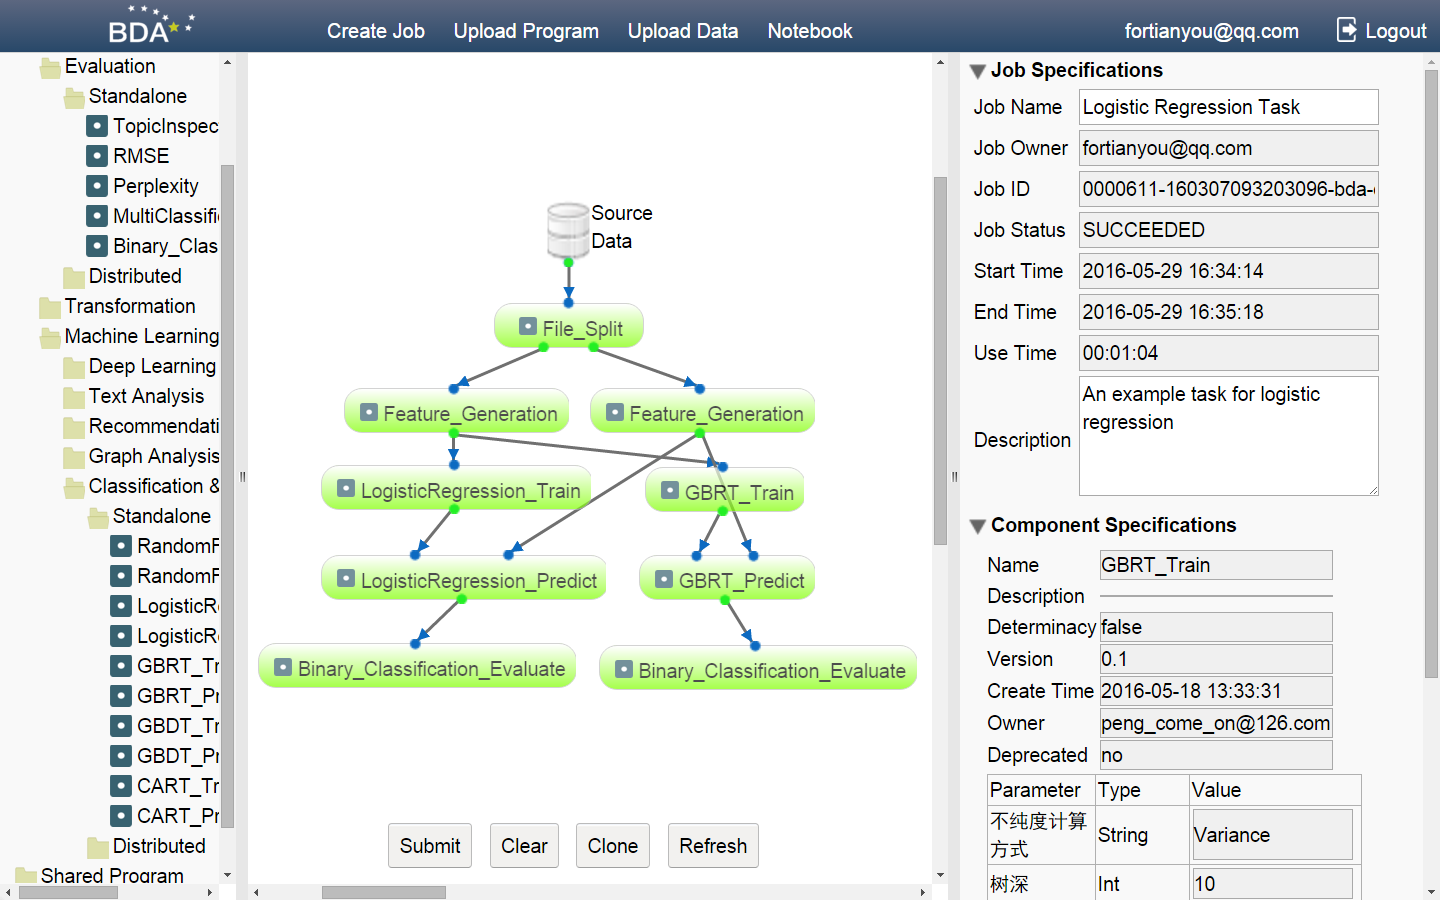 BDA
Create Job
Upload Program
Upload Data
Notebook
fortianyou@qq.com
Logout
Evaluation
Standalone
TopicInspec
RMSE
Perplexity
MultiClassifi
Binary_Clas
Distributed
Transformation
Machine Learning
Deep Learning
Text Analysis
Recommendati
Graph Analysis
Classification &
Standalone
RandomF
RandomF
LogisticRe
LogisticRe
GBRT_Tr
GBRT_Pr
GBDT_Tr
GBDT_Pr
CART_Tr
CART_Pr
Distributed
Shared Program
Source
Data
File_Split
Feature_Generation
Feature_Generation
LogisticRegression_Train
GBRT_Train
LogisticRegression_Predict
GBRT_Predict
Binary_Classification_Evaluate
Binary_Classification_Evaluate
Submit
Clear
Clone
Refresh
Job Specifications
Job Name Logistic Regression Task
Job Owner fortianyou@qq.com
Job ID 0000611-160307093203096-bda-
Job Status SUCCEEDED
Start Time 2016-05-29 16:34:14
End Time 2016-05-29 16:35:18
Use Time 00:01:04
Description An example task for logistic
regression
Component Specifications
Name GBRT_Train
Description
Determinacy false
Version 0.1
Create Time 2016-05-18 13:33:31
Owner peng_come_on@126.com
Deprecated no
Parameter Type Value
不纯度计算
方式 String Variance
树深 Int 10